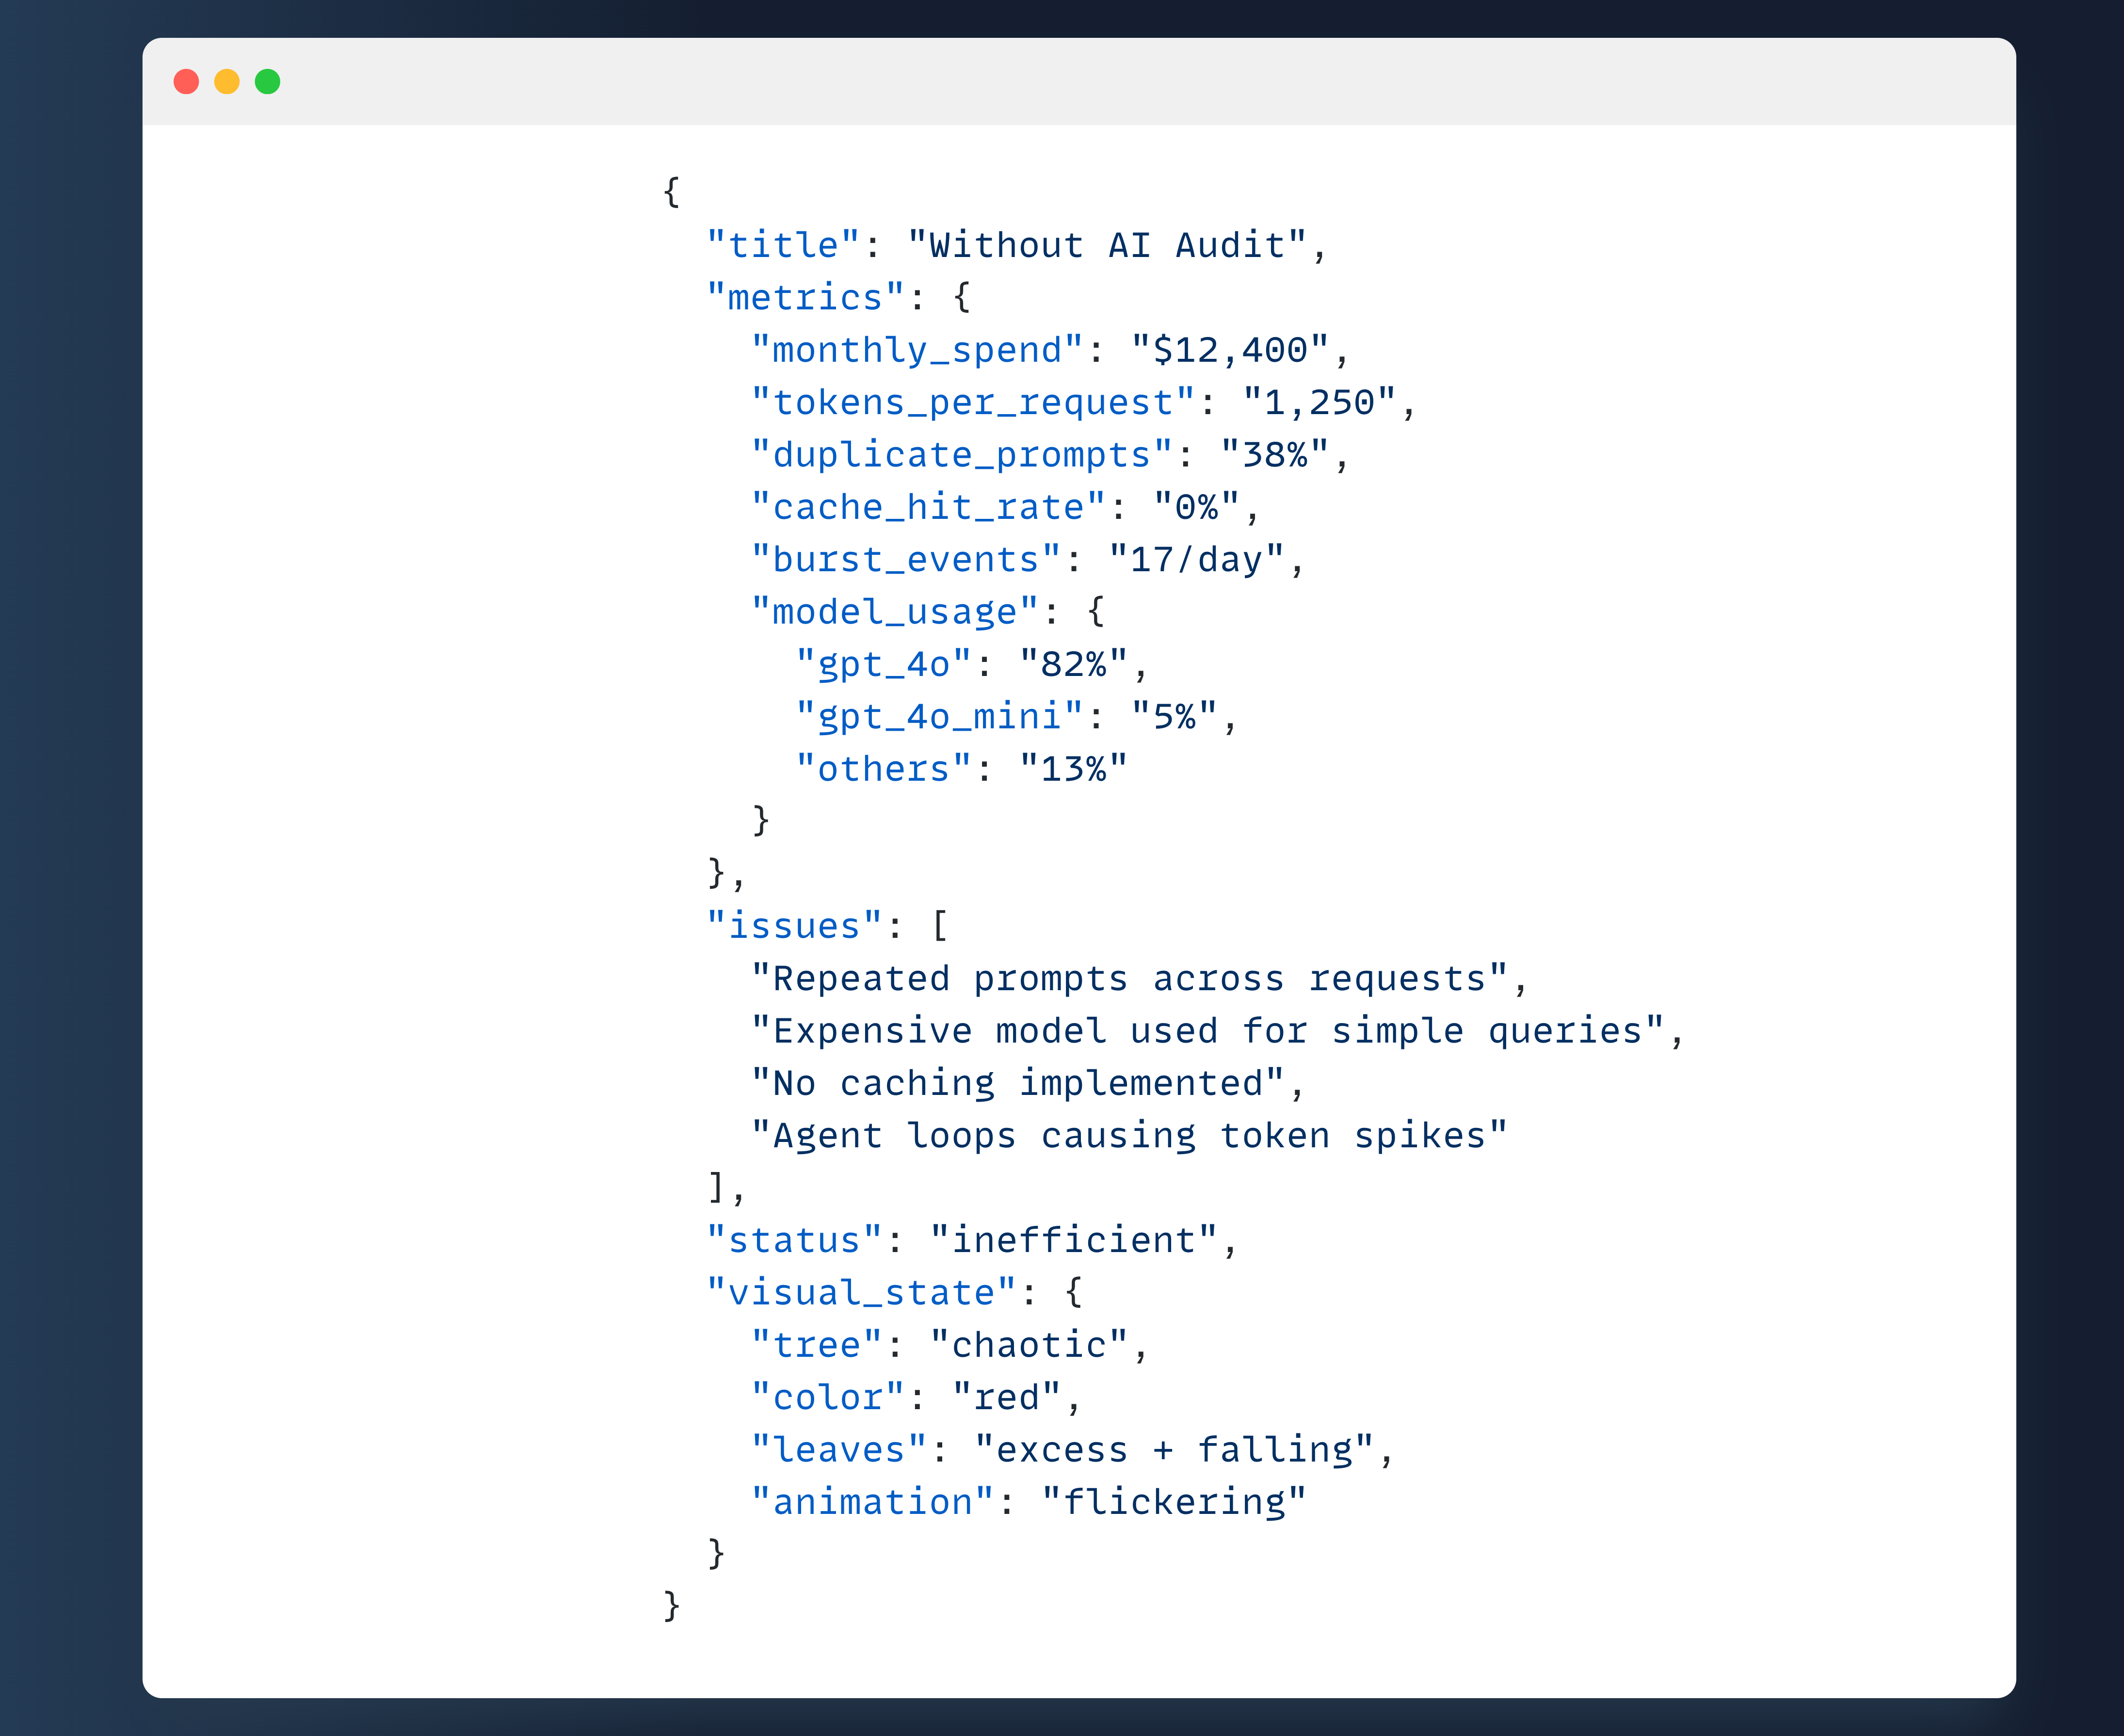 {
  "title": "Without AI Audit",
  "metrics": {
    "monthly_spend": "$12,400",
    "tokens_per_request": "1,250",
    "duplicate_prompts": "38%",
    "cache_hit_rate": "0%",
    "burst_events": "17/day",
    "model_usage": {
      "gpt_4o": "82%",
      "gpt_4o_mini": "5%",
      "others": "13%"
    }
  },
  "issues": [
    "Repeated prompts across requests",
    "Expensive model used for simple queries",
    "No caching implemented",
    "Agent loops causing token spikes"
  ],
  "status": "inefficient",
  "visual_state": {
    "tree": "chaotic",
    "color": "red",
    "leaves": "excess + falling",
    "animation": "flickering"
  }
}